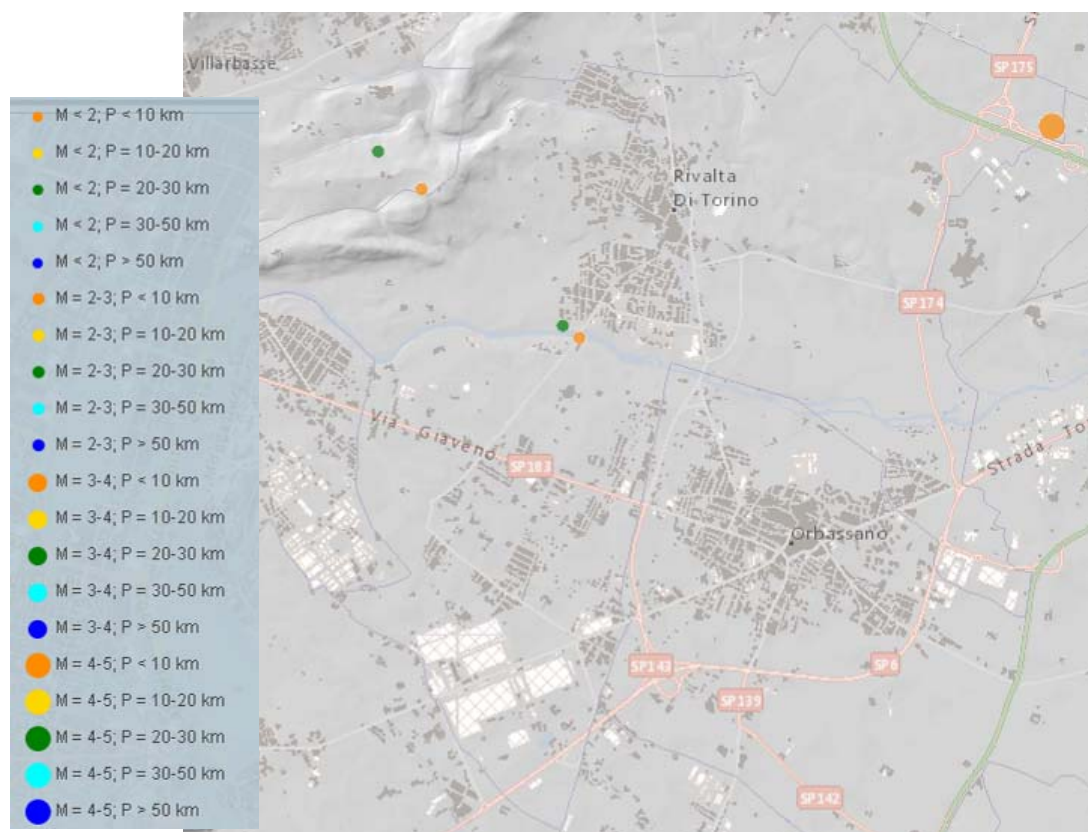 M < 2; P < 10 km
M < 2; P = 10-20 km
M < 2; P = 20-30 km
M < 2; P = 30-50 km
M < 2; P > 50 km
M = 2-3; P < 10 km
M = 2-3; P = 10-20 km
M = 2-3; P = 20-30 km
M = 2-3; P = 30-50 km
M = 2-3; P > 50 km
M = 3-4; P < 10 km
M = 3-4; P = 10-20 km
M = 3-4; P = 20-30 km
M = 3-4; P = 30-50 km
M = 3-4; P > 50 km
M = 4-5; P < 10 km
M = 4-5; P = 10-20 km
M = 4-5; P = 20-30 km
M = 4-5; P = 30-50 km
M = 4-5; P > 50 km
Villarbasse
SP175
Rivalta
Di Torino
SP174
Via Giaveno
SP183
Strada To
Orbassano
SP143
SP6
SP139
SP142